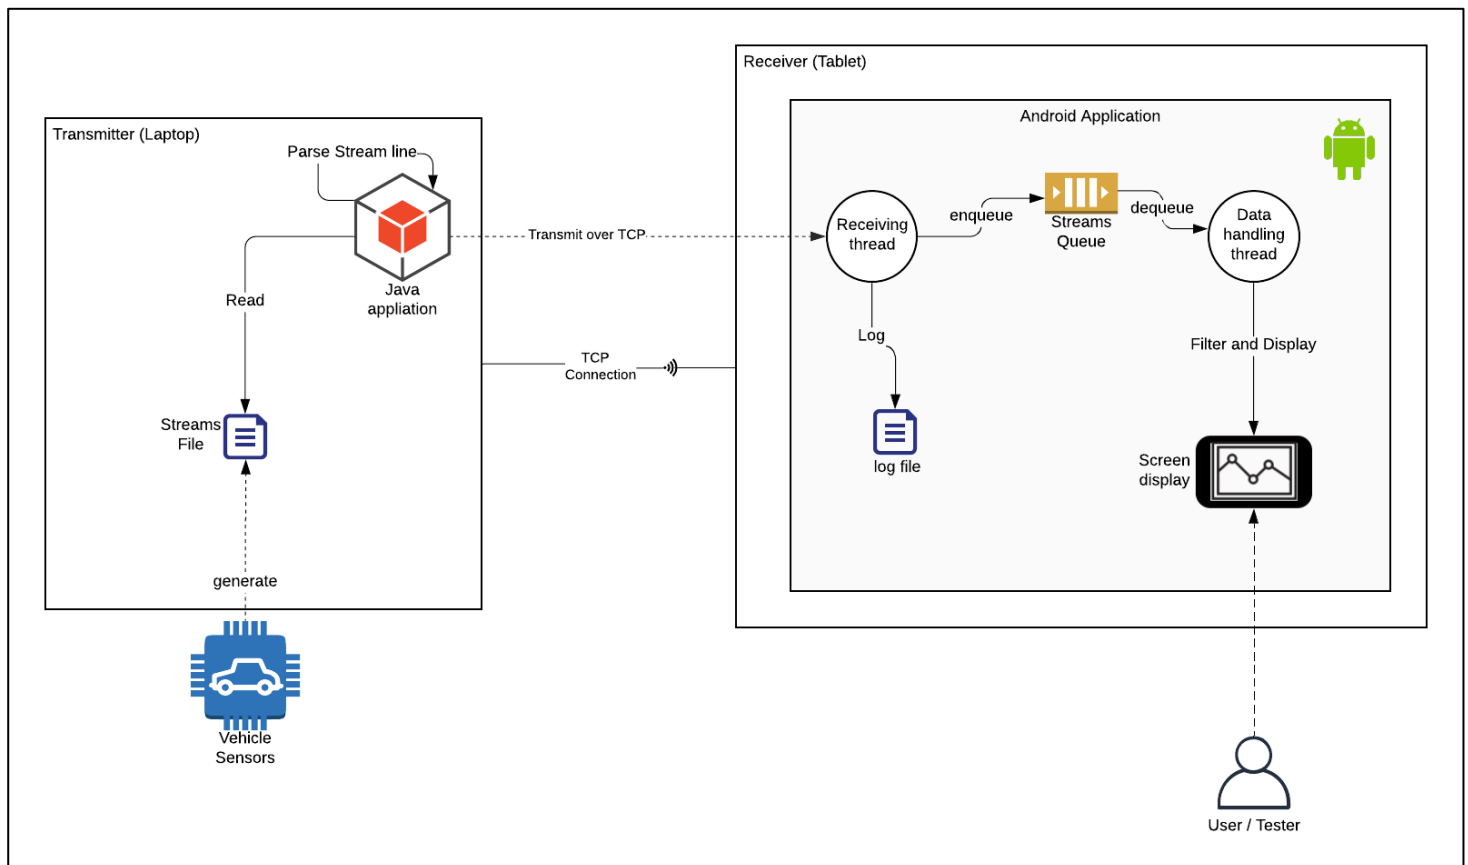 Receiver (Tablet)
Android Application
Transmitter (Laptop)
Parse Stream line
Java
appliation
Read
Streams
File
generate
Vehicle
Sensors
Transmit over TCP
TCP
Connection
Receiving
thread
enqueue
Streams
Queue
dequeue
Data
handling
thread
Log
log file
Filter and Display
Screen
display
User / Tester